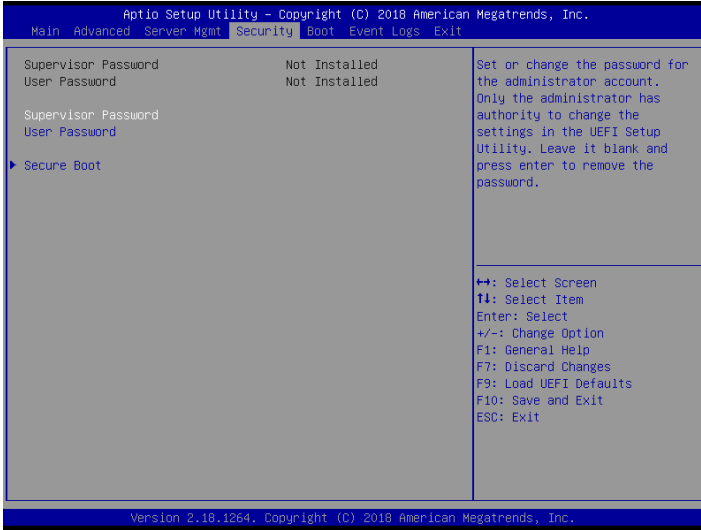 Aptio Setup Utility – Copyright (C) 2018 American Megatrends, Inc.
Main Advanced Server Mgmt Security Boot Event Logs Exit
Supervisor Password Not Installed
User Password Not Installed
Supervisor Password
User Password
Secure Boot
Set or change the password for
the administrator account.
Only the administrator has
authority to change the
settings in the UEFI Setup
Utility. Leave it blank and
press enter to remove the
password.
↔: Select Screen
↑↓: Select Item
Enter: Select
+/-: Change Option
F1: General Help
F7: Discard Changes
F9: Load UEFI Defaults
F10: Save and Exit
ESC: Exit
Version 2.18.1264. Copyright (C) 2018 American Megatrends, Inc.